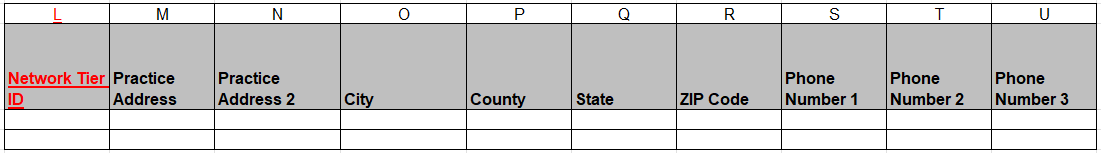 L M N O P Q R S T U
Network Tier Practice Practice Phone Phone Phone
ID Address Address 2 City County State ZIP Code Number 1 Number 2 Number 3